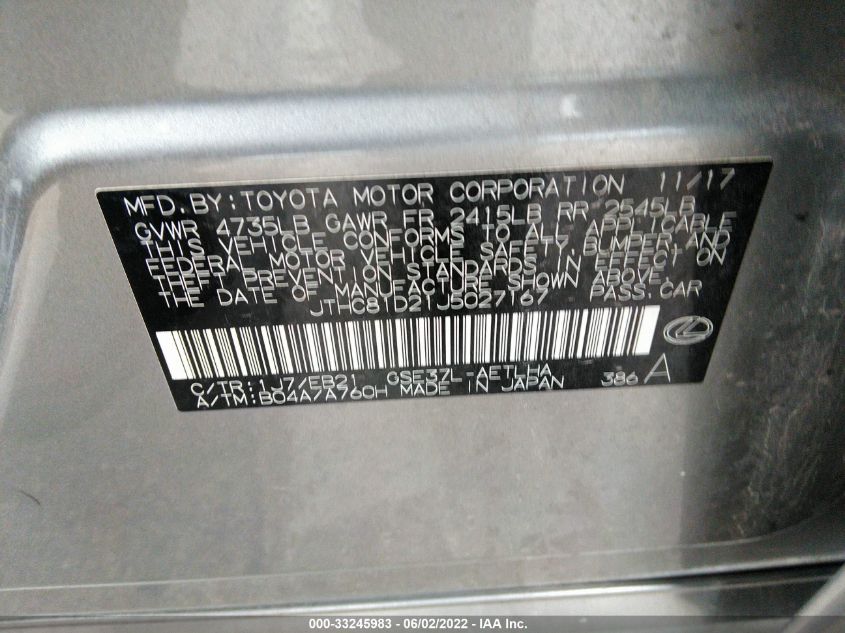 MFD. BY: TOYOTA MOTOR CORPORATION 11/17
GVWR 4735LB GAWR FR 2415LB RR 2545LB
THIS VEHICLE CONFORMS TO ALL APPLICABLE
FEDERAL MOTOR VEHICLE SAFETY, BUMPER, AND
THEFT PREVENTION STANDARDS IN EFFECT ON
THE DATE OF MANUFACTURE SHOWN ABOVE.
JTHC81D21J5027167 PASS. CAR
C/TR: 1J7/EB21 GSE37L-AETLHA 386 A
A/TM: B04A/A760H MADE IN JAPAN
000-33245983 - 06/02/2022 - IAA Inc.